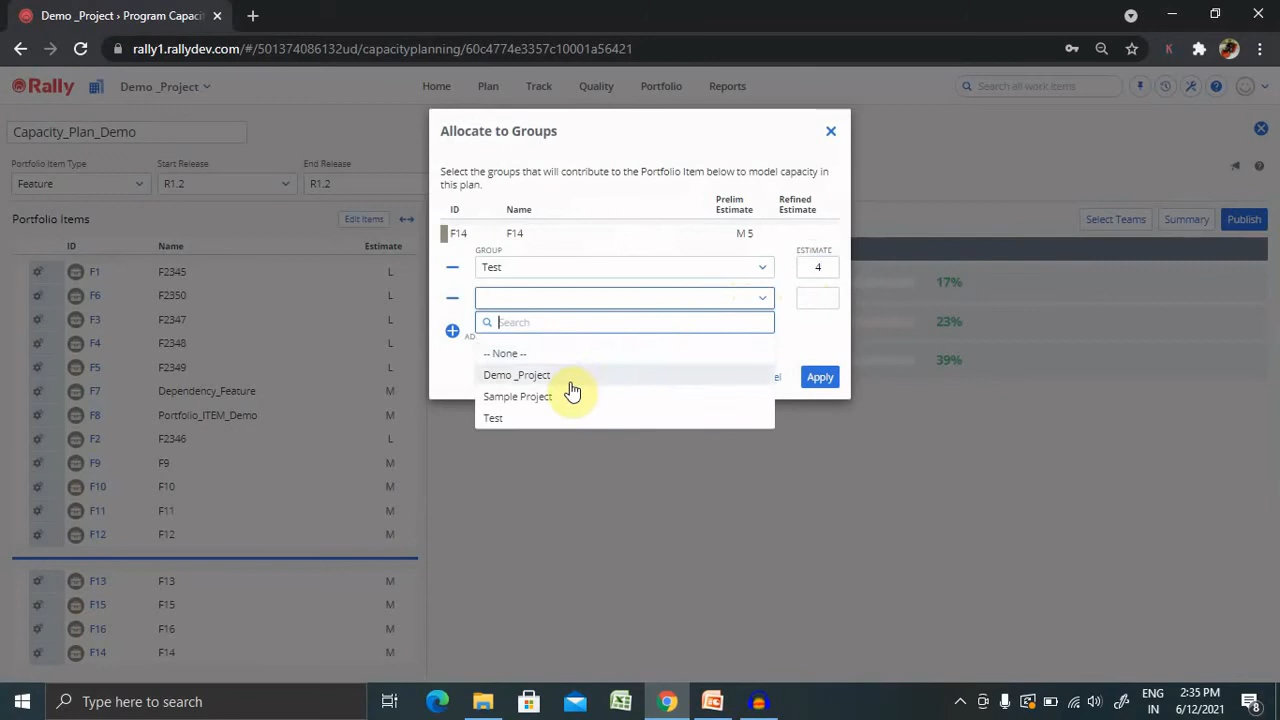 Demo _Project › Program Capac
rally1.rallydev.com/#/501374086132ud/capacityplanning/60c4774e3357c10001a56421
K
Rally
Demo _Project
Home
Plan
Track
Quality
Portfolio
Reports
Search all work items
Capacity_Plan_Demo
Portfolio Item Type
Start Release
End Release
Feature
R1.2
R1.2
Portfolio Items
Edit Items
Select Teams
Summary
Publish
ID
Name
Estimate
F1 F2345 L
F6 F2350 L
F3 F2347 L
F4 F2348 L
F5 F2349 L
F7 Dependency_Feature L
F8 Portfolio_ITEM_Demo L
F2 F2346 L
F9 F9 M
F10 F10 M
F11 F11 M
F12 F12 M
F13 F13 M
F15 F15 M
F16 F16 M
F14 F14 M
17%
23%
39%
Allocate to Groups
Select the groups that will contribute to the Portfolio Item below to model capacity in
this plan.
ID
Name
Prelim
Estimate
Refined
Estimate
F14 F14 M 5
GROUP
ESTIMATE
Test
4
Search
AD
-- None --
Demo _Project
Sample Project
Test
el
Apply
Type here to search
ENG
IN
2:35 PM
6/12/2021
8